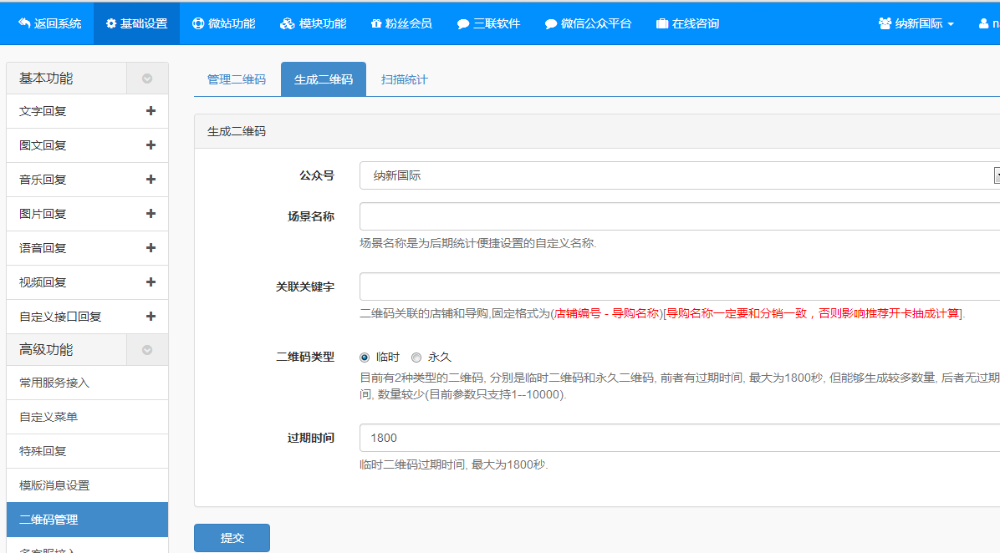 返回系统 基础设置 微站功能 模块功能 粉丝会员 三联软件 微信公众平台 在线咨询 纳新国际 n
基本功能
文字回复
图文回复
音乐回复
图片回复
语音回复
视频回复
自定义接口回复
高级功能
常用服务接入
自定义菜单
特殊回复
模版消息设置
二维码管理
管理二维码 生成二维码 扫描统计
生成二维码
公众号 纳新国际
场景名称
场景名称是为后期统计便捷设置的自定义名称.
关联关键字
二维码关联的店铺和导购,固定格式为(店铺编号 - 导购名称)[导购名称一定要和分销一致，否则影响推荐开卡抽成计算].
二维码类型 临时 永久
目前有2种类型的二维码, 分别是临时二维码和永久二维码, 前者有过期时间, 最大为1800秒, 但能够生成较多数量, 后者无过期
间, 数量较少(目前参数只支持1--10000).
过期时间 1800
临时二维码过期时间, 最大为1800秒.
提交